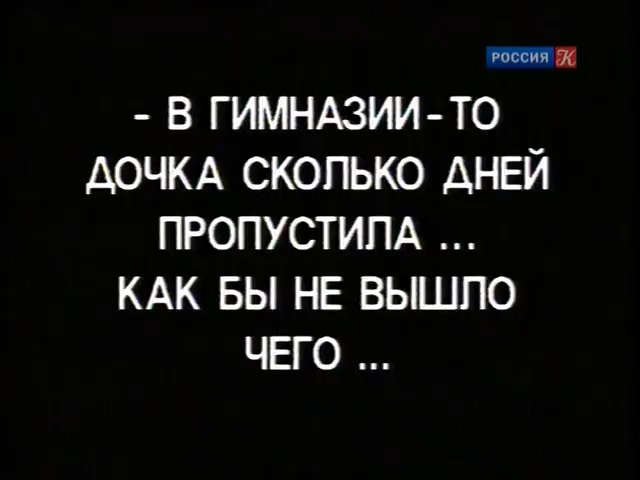 РОССИЯ К
- В ГИМНАЗИИ-ТО
ДОЧКА СКОЛЬКО ДНЕЙ
ПРОПУСТИЛА ...
КАК БЫ НЕ ВЫШЛО
ЧЕГО ...